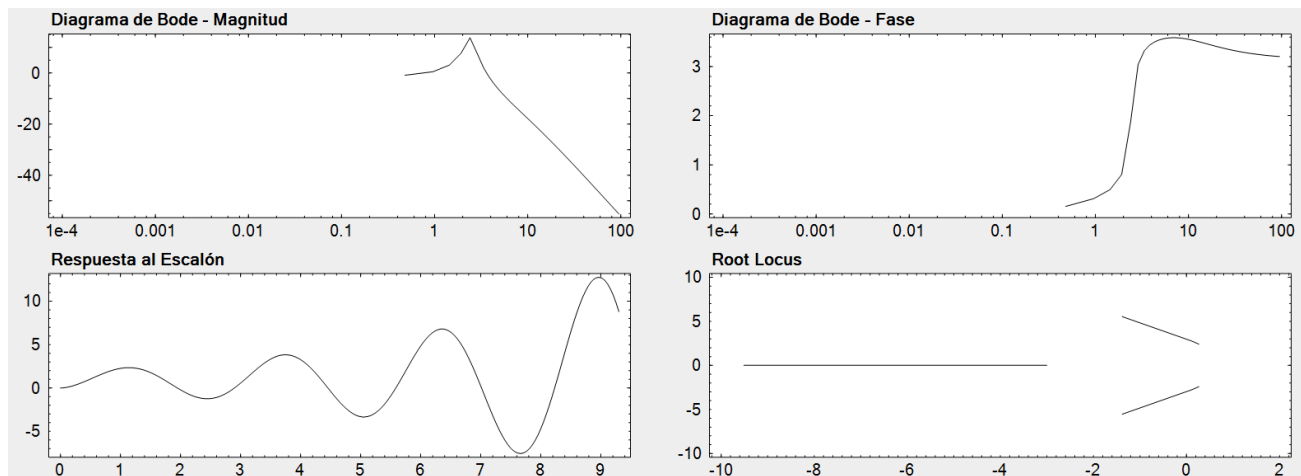 Diagrama de Bode - Magnitud
0
-20
-40
1e-4 0.001 0.01 0.1 1 10 100
Diagrama de Bode - Fase
3
2
1
0
1e-4 0.001 0.01 0.1 1 10 100
Respuesta al Escalón
10
5
0
-5
0 1 2 3 4 5 6 7 8 9
Root Locus
10
5
0
-5
-10
-10 -8 -6 -4 -2 0 2